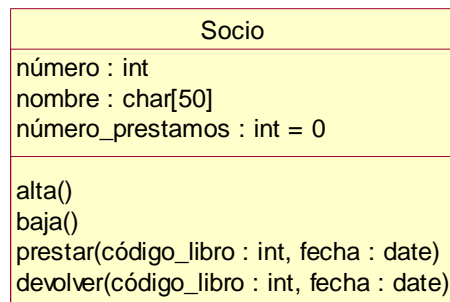 Socio
número : int
nombre : char[50]
número_prestamos : int = 0
alta()
baja()
prestar(código_libro : int, fecha : date)
devolver(código_libro : int, fecha : date)